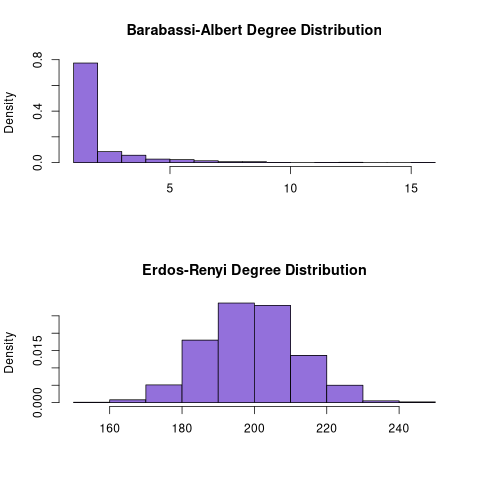 Barabassi-Albert Degree Distribution
Density
0.0 0.4 0.8
5 10 15
Erdos-Renyi Degree Distribution
Density
0.000 0.015
160 180 200 220 240